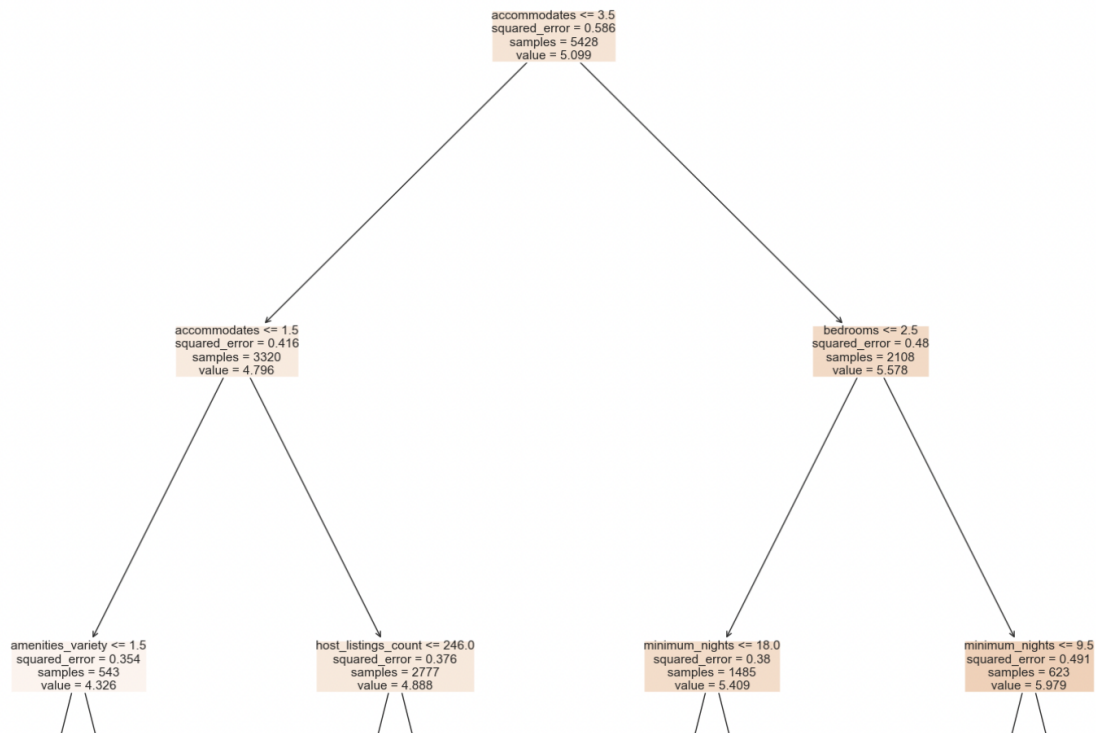 accommodates <= 3.5
squared_error = 0.586
samples = 5428
value = 5.099
accommodates <= 1.5
squared_error = 0.416
samples = 3320
value = 4.796
bedrooms <= 2.5
squared_error = 0.48
samples = 2108
value = 5.578
amenities_variety <= 1.5
squared_error = 0.354
samples = 543
value = 4.326
host_listings_count <= 246.0
squared_error = 0.376
samples = 2777
value = 4.888
minimum_nights <= 18.0
squared_error = 0.38
samples = 1485
value = 5.409
minimum_nights <= 9.5
squared_error = 0.491
samples = 623
value = 5.979